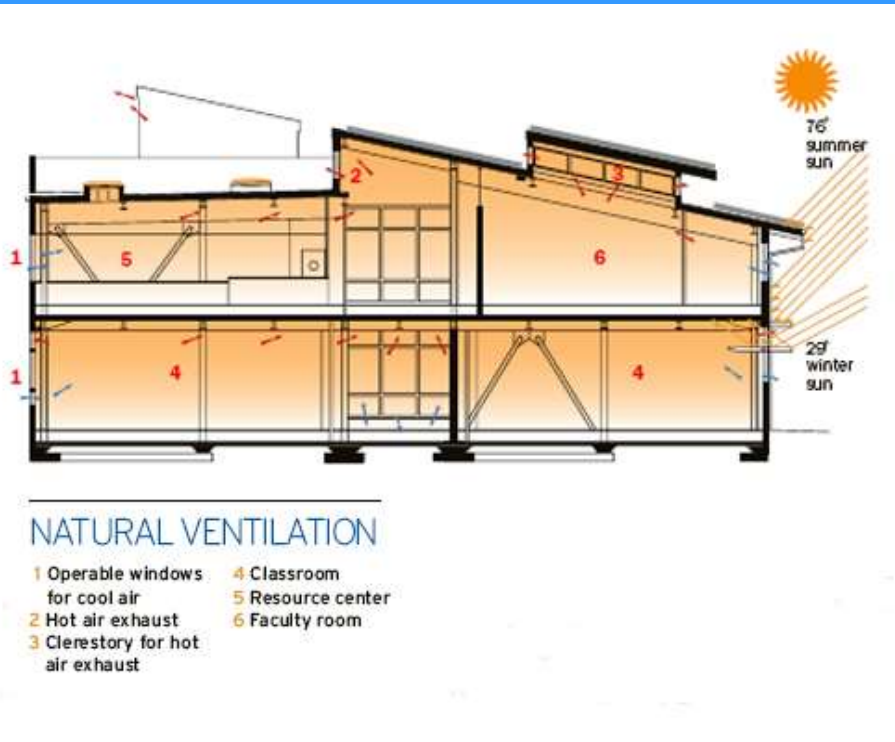 76° summer sun
2
3
1
5
6
29° winter sun
1
4
4
NATURAL VENTILATION
1 Operable windows
for cool air
2 Hot air exhaust
3 Clerestory for hot
air exhaust
4 Classroom
5 Resource center
6 Faculty room